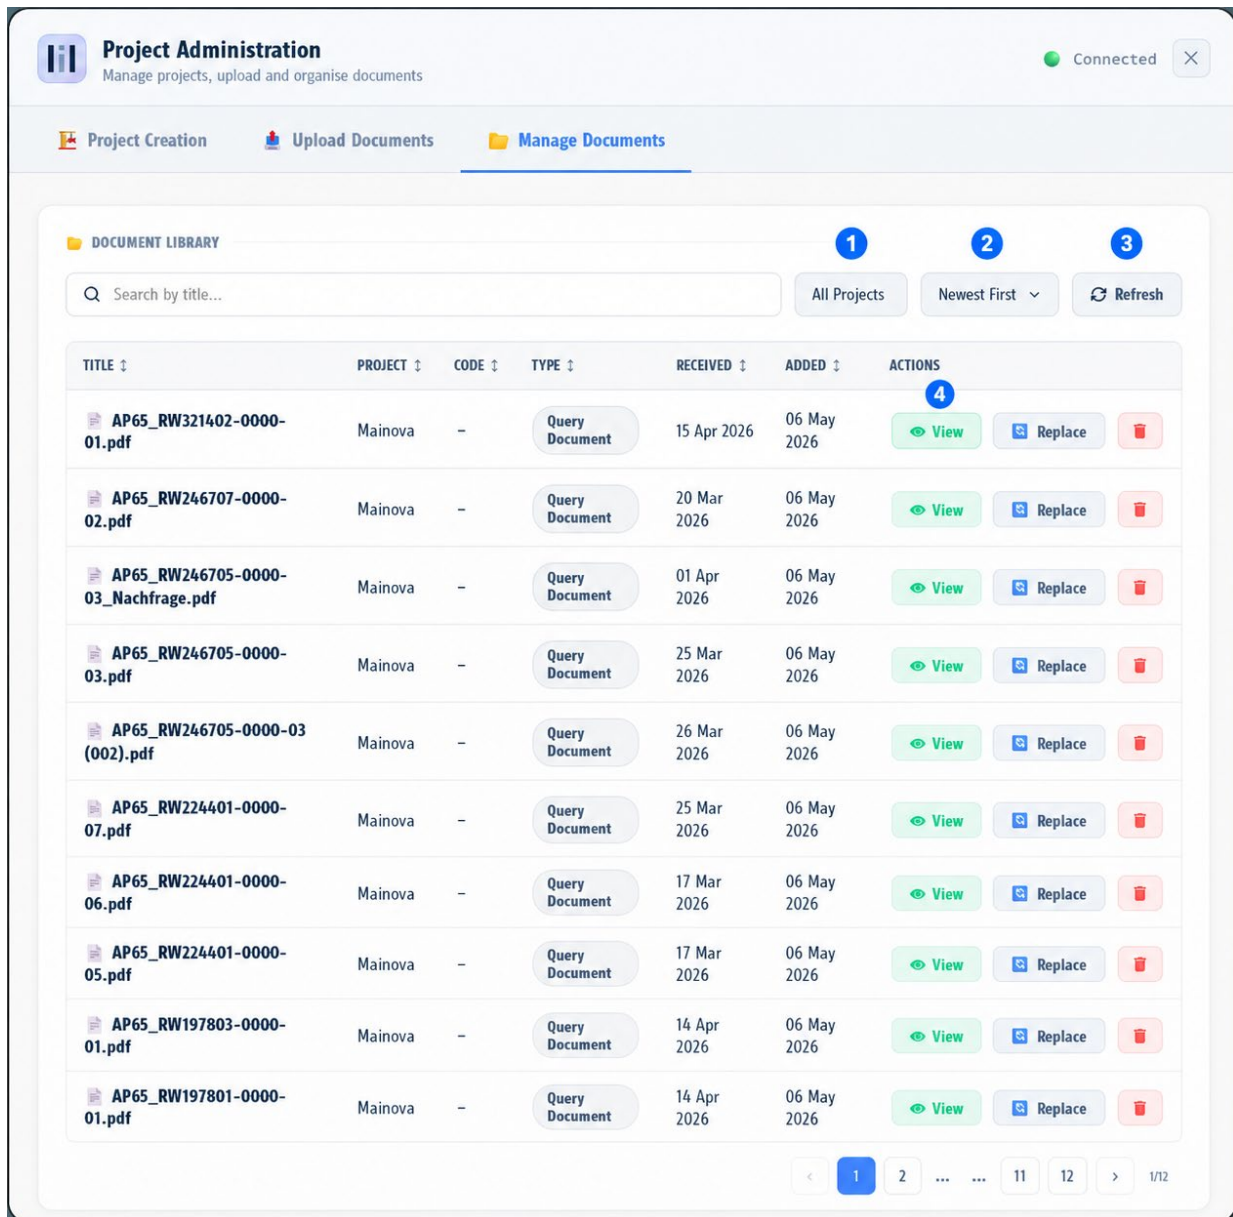 Project Administration
Manage projects, upload and organise documents
Connected
Project Creation
Upload Documents
Manage Documents
DOCUMENT LIBRARY
1
2
3
Search by title...
All Projects
Newest First
Refresh
TITLE
PROJECT
CODE
TYPE
RECEIVED
ADDED
ACTIONS
4
AP65_RW321402-0000-
01.pdf
Mainova
–
Query
Document
15 Apr 2026
06 May
2026
View
Replace
AP65_RW246707-0000-
02.pdf
Mainova
–
Query
Document
20 Mar
2026
06 May
2026
View
Replace
AP65_RW246705-0000-
03_Nachfrage.pdf
Mainova
–
Query
Document
01 Apr
2026
06 May
2026
View
Replace
AP65_RW246705-0000-
03.pdf
Mainova
–
Query
Document
25 Mar
2026
06 May
2026
View
Replace
AP65_RW246705-0000-03
(002).pdf
Mainova
–
Query
Document
26 Mar
2026
06 May
2026
View
Replace
AP65_RW224401-0000-
07.pdf
Mainova
–
Query
Document
25 Mar
2026
06 May
2026
View
Replace
AP65_RW224401-0000-
06.pdf
Mainova
–
Query
Document
17 Mar
2026
06 May
2026
View
Replace
AP65_RW224401-0000-
05.pdf
Mainova
–
Query
Document
17 Mar
2026
06 May
2026
View
Replace
AP65_RW197803-0000-
01.pdf
Mainova
–
Query
Document
14 Apr
2026
06 May
2026
View
Replace
AP65_RW197801-0000-
01.pdf
Mainova
–
Query
Document
14 Apr
2026
06 May
2026
View
Replace
‹ 1 2 ... ... 11 12 › 1/12